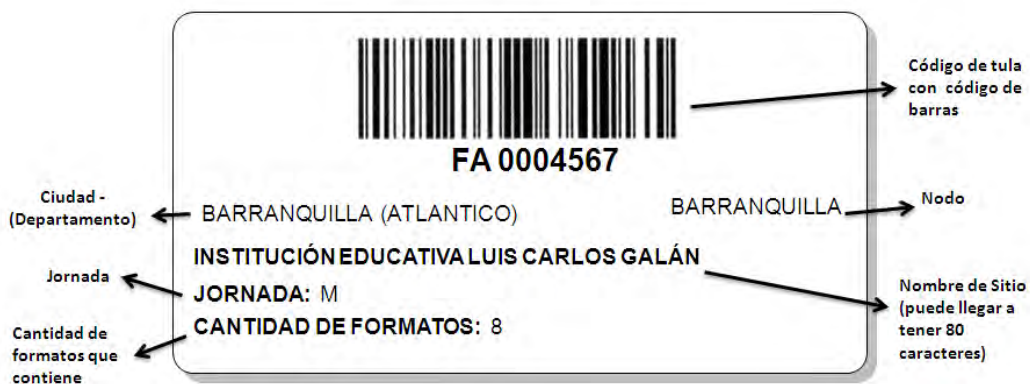 Código de tula
con código de
barras
FA 0004567
Ciudad -
(Departamento)
BARRANQUILLA (ATLANTICO)
BARRANQUILLA
Nodo
INSTITUCIÓN EDUCATIVA LUIS CARLOS GALÁN
Jornada
JORNADA: M
Nombre de Sitio
(puede llegar a
tener 80
caracteres)
CANTIDAD DE FORMATOS: 8
Cantidad de
formatos que
contiene